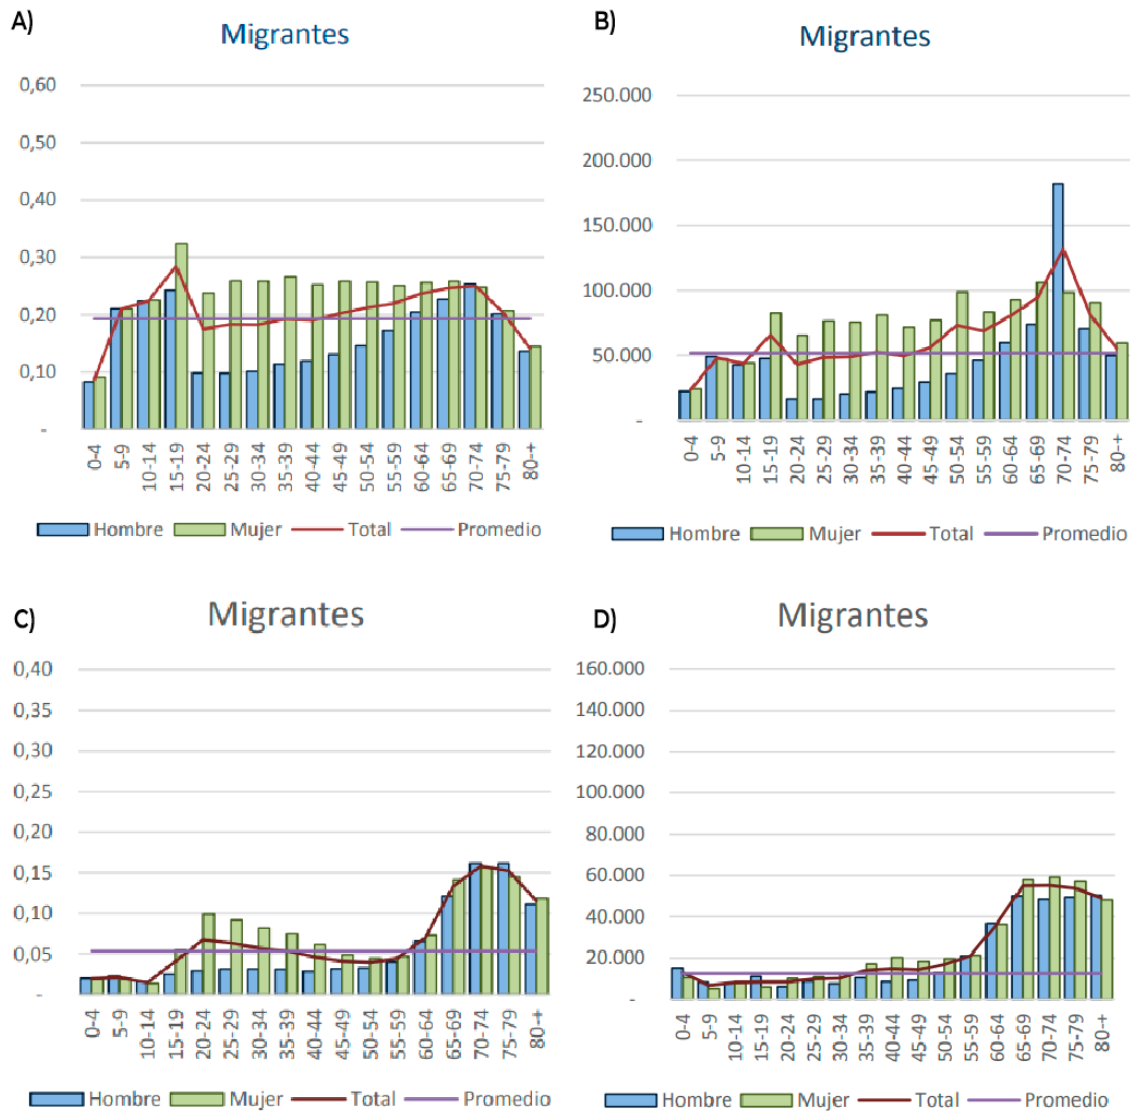 A)
Migrantes
0,60
0,50
0,40
0,30
0,20
0,10
-
0-4 5-9 10-14 15-19 20-24 25-29 30-34 35-39 40-44 45-49 50-54 55-59 60-64 65-69 70-74 75-79 80-+
Hombre Mujer Total Promedio
B)
Migrantes
250.000
200.000
150.000
100.000
50.000
-
0-4 5-9 10-14 15-19 20-24 25-29 30-34 35-39 40-44 45-49 50-54 55-59 60-64 65-69 70-74 75-79 80-+
Hombre Mujer Total Promedio
C)
Migrantes
0,40
0,35
0,30
0,25
0,20
0,15
0,10
0,05
-
0-4 5-9 10-14 15-19 20-24 25-29 30-34 35-39 40-44 45-49 50-54 55-59 60-64 65-69 70-74 75-79 80-+
Hombre Mujer Total Promedio
D)
Migrantes
160.000
140.000
120.000
100.000
80.000
60.000
40.000
20.000
-
0-4 5-9 10-14 15-19 20-24 25-29 30-34 35-39 40-44 45-49 50-54 55-59 60-64 65-69 70-74 75-79 80-+
Hombre Mujer Total Promedio